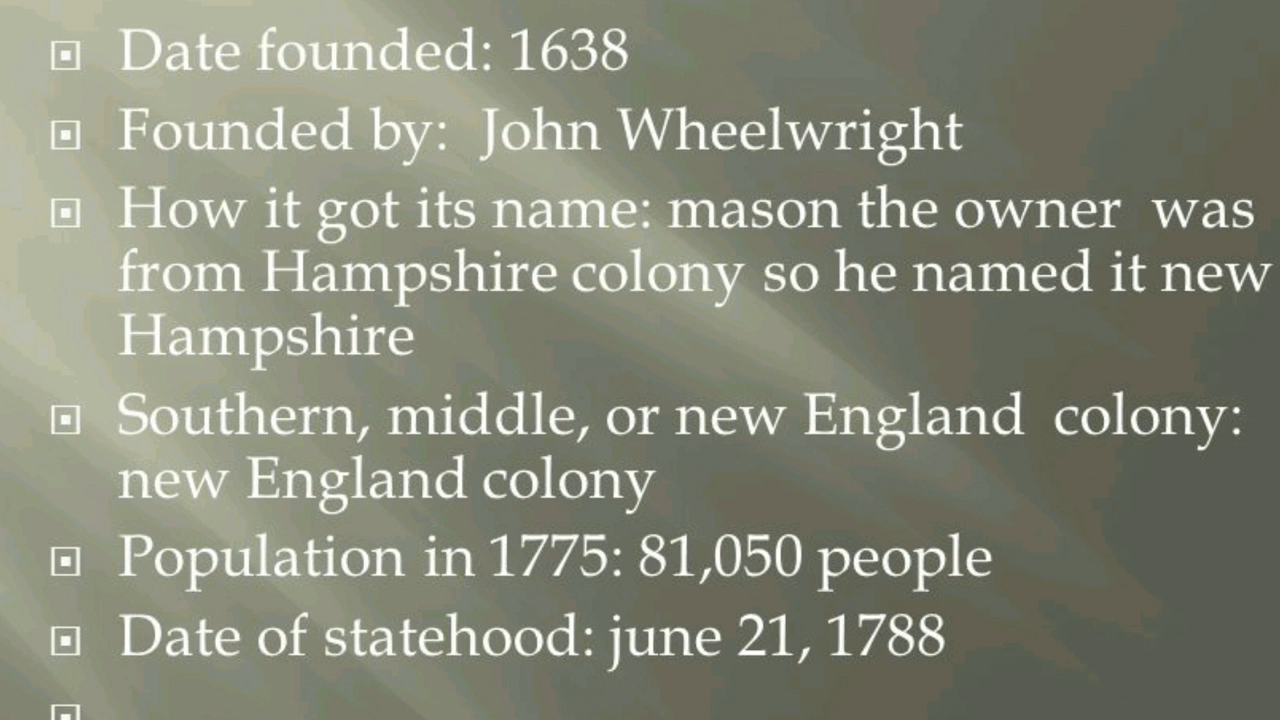 Date founded: 1638
Founded by:  John Wheelwright
How it got its name: mason the owner  was
from Hampshire colony so he named it new
Hampshire
Southern, middle, or new England  colony:
new England colony
Population in 1775: 81,050 people
Date of statehood: june 21, 1788